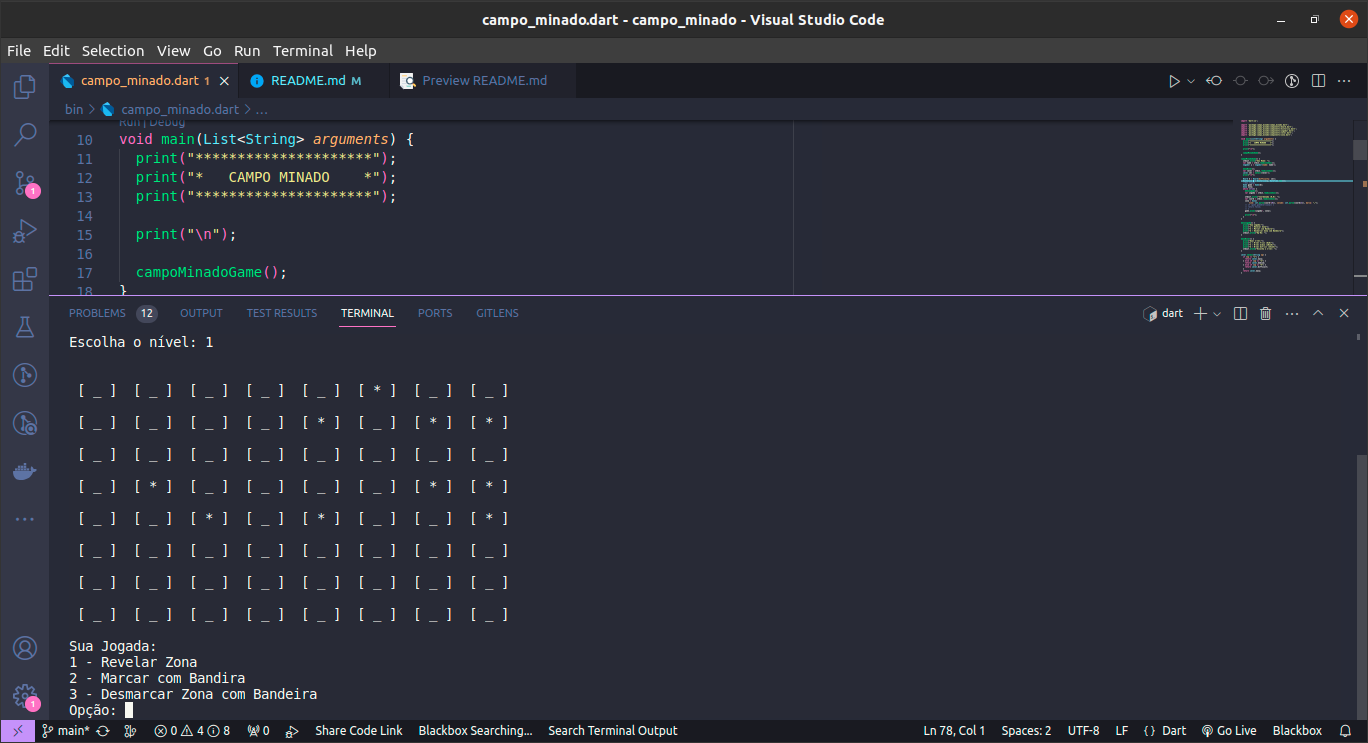 campo_minado.dart - campo_minado - Visual Studio Code
File Edit Selection View Go Run Terminal Help
campo_minado.dart 1 README.md M Preview README.md
bin > campo_minado.dart > ...
Run | Debug
10 void main(List<String> arguments) {
11 print("*********************");
12 print("*   CAMPO MINADO    *");
13 print("*********************");
14
15 print("\n");
16
17 campoMinadoGame();
18 }
PROBLEMS 12 OUTPUT TEST RESULTS TERMINAL PORTS GITLENS dart
Escolha o nível: 1
[ _ ] [ _ ] [ _ ] [ _ ] [ _ ] [ * ] [ _ ] [ _ ]
[ _ ] [ _ ] [ _ ] [ _ ] [ * ] [ _ ] [ * ] [ * ]
[ _ ] [ _ ] [ _ ] [ _ ] [ _ ] [ _ ] [ _ ] [ _ ]
[ _ ] [ * ] [ _ ] [ _ ] [ _ ] [ _ ] [ * ] [ * ]
[ _ ] [ _ ] [ * ] [ _ ] [ * ] [ _ ] [ _ ] [ * ]
[ _ ] [ _ ] [ _ ] [ _ ] [ _ ] [ _ ] [ _ ] [ _ ]
[ _ ] [ _ ] [ _ ] [ _ ] [ _ ] [ _ ] [ _ ] [ _ ]
[ _ ] [ _ ] [ _ ] [ _ ] [ _ ] [ _ ] [ _ ] [ _ ]
Sua Jogada:
1 - Revelar Zona
2 - Marcar com Bandira
3 - Desmarcar Zona com Bandeira
Opção:
1
1
main* 0 4 8 0 Share Code Link Blackbox Searching... Search Terminal Output Ln 78, Col 1 Spaces: 2 UTF-8 LF { } Dart Go Live Blackbox